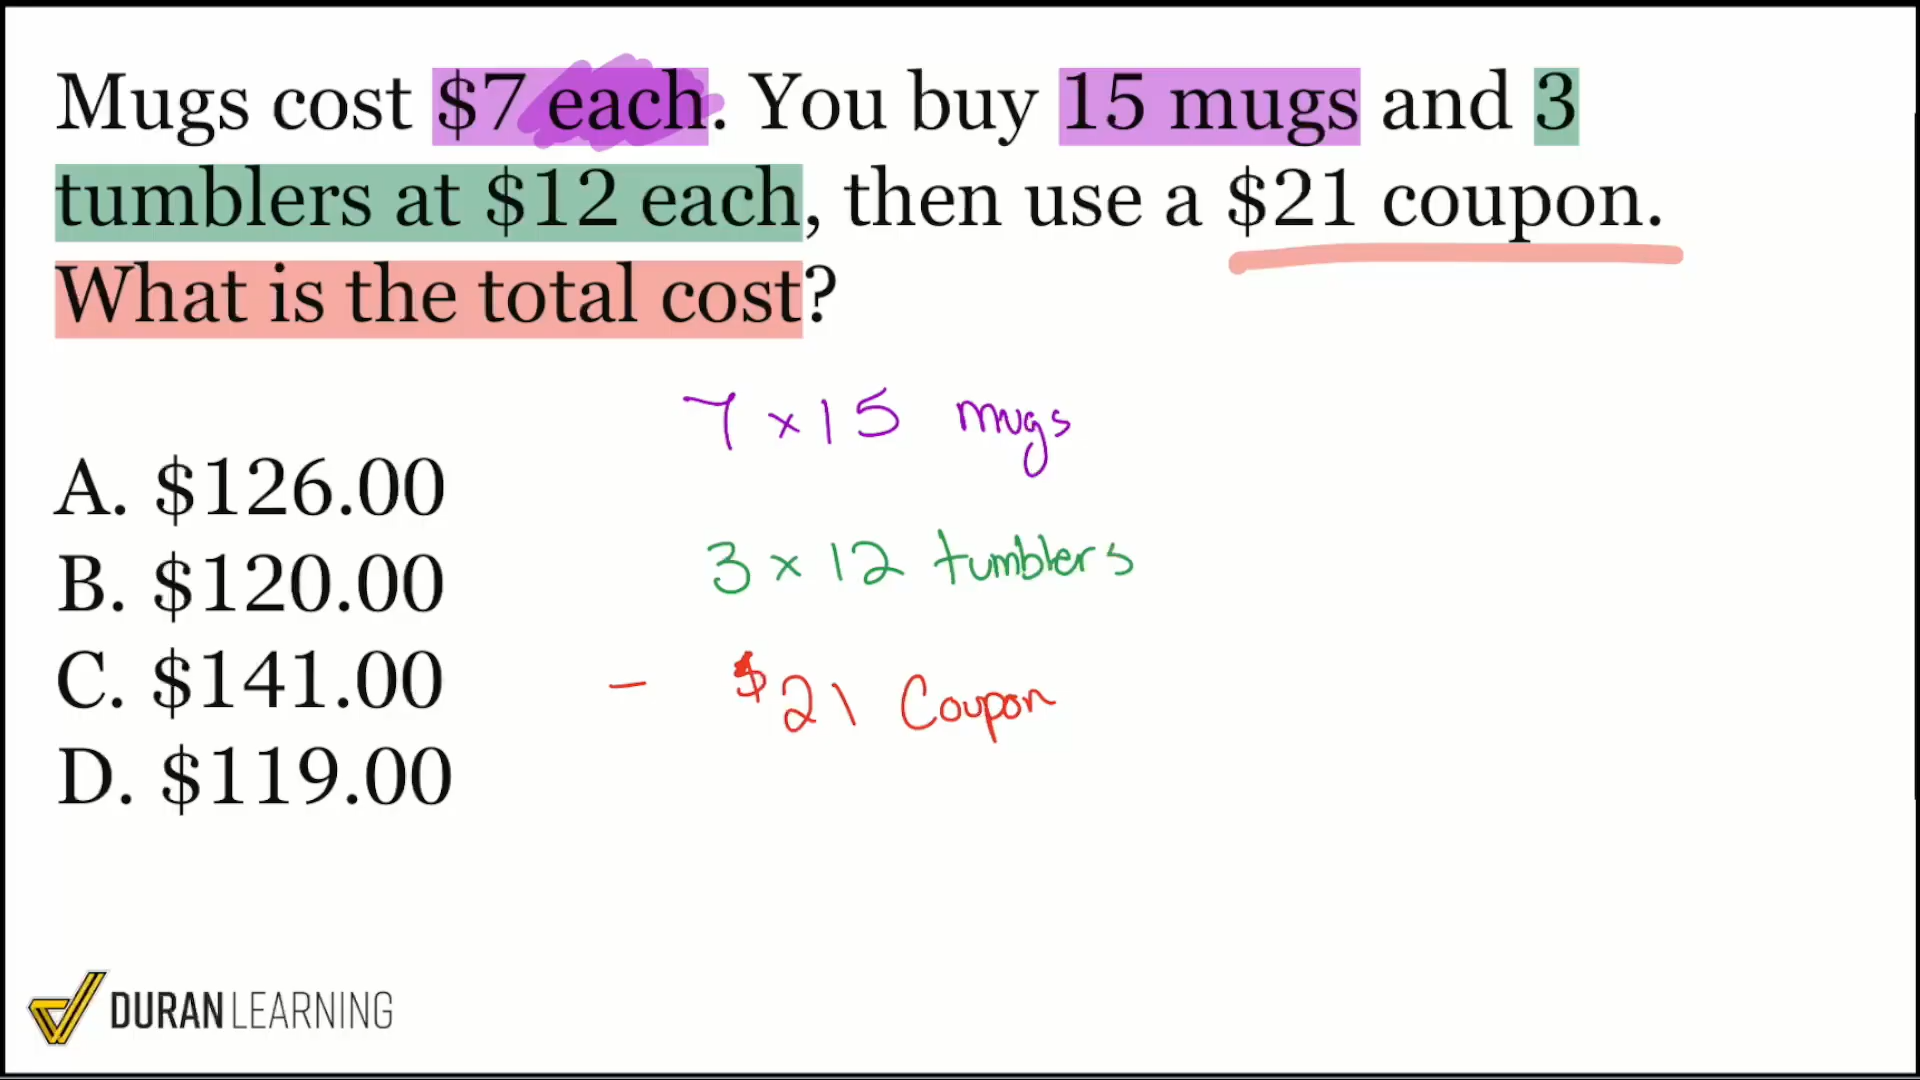 Mugs cost $7 each. You buy 15 mugs and 3
tumblers at $12 each, then use a $21 coupon.
What is the total cost?
7 x 15 mugs
A. $126.00
3 x 12 tumblers
B. $120.00
C. $141.00
- $21 Coupon
D. $119.00
DURAN LEARNING